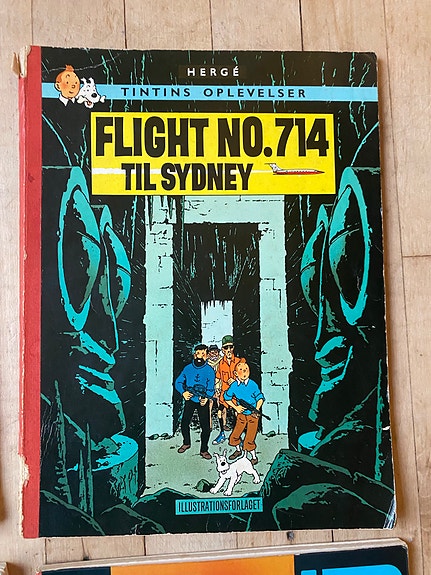 HERGÉ
TINTINS OPLEVELSER
FLIGHT NO.714
TIL SYDNEY
ILLUSTRATIONSFORLAGET